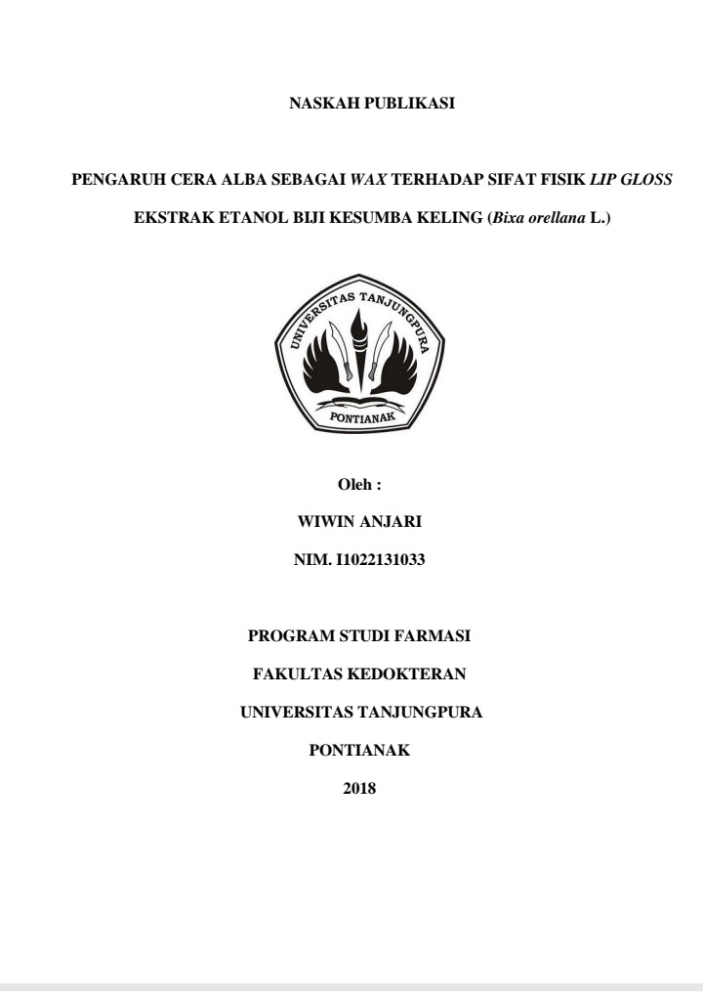 NASKAH PUBLIKASI
PENGARUH CERA ALBA SEBAGAI WAX TERHADAP SIFAT FISIK LIP GLOSS
EKSTRAK ETANOL BIJI KESUMBA KELING (Bixa orellana L.)
UNIVERSITAS TANJUNGPURA
PONTIANAK
Oleh :
WIWIN ANJARI
NIM. I1022131033
PROGRAM STUDI FARMASI
FAKULTAS KEDOKTERAN
UNIVERSITAS TANJUNGPURA
PONTIANAK
2018